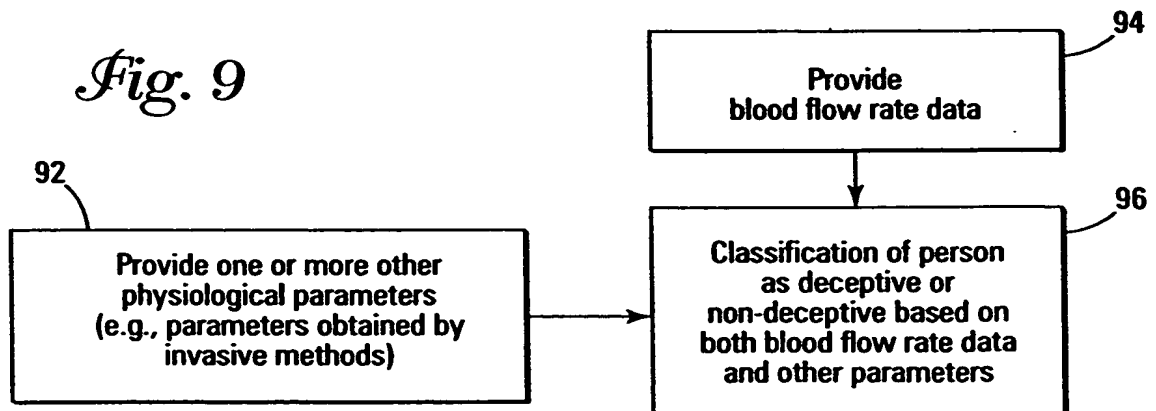 Fig. 9
94
Provide
blood flow rate data
92
Provide one or more other
physiological parameters
(e.g., parameters obtained by
invasive methods)
96
Classification of person
as deceptive or
non-deceptive based on
both blood flow rate data
and other parameters